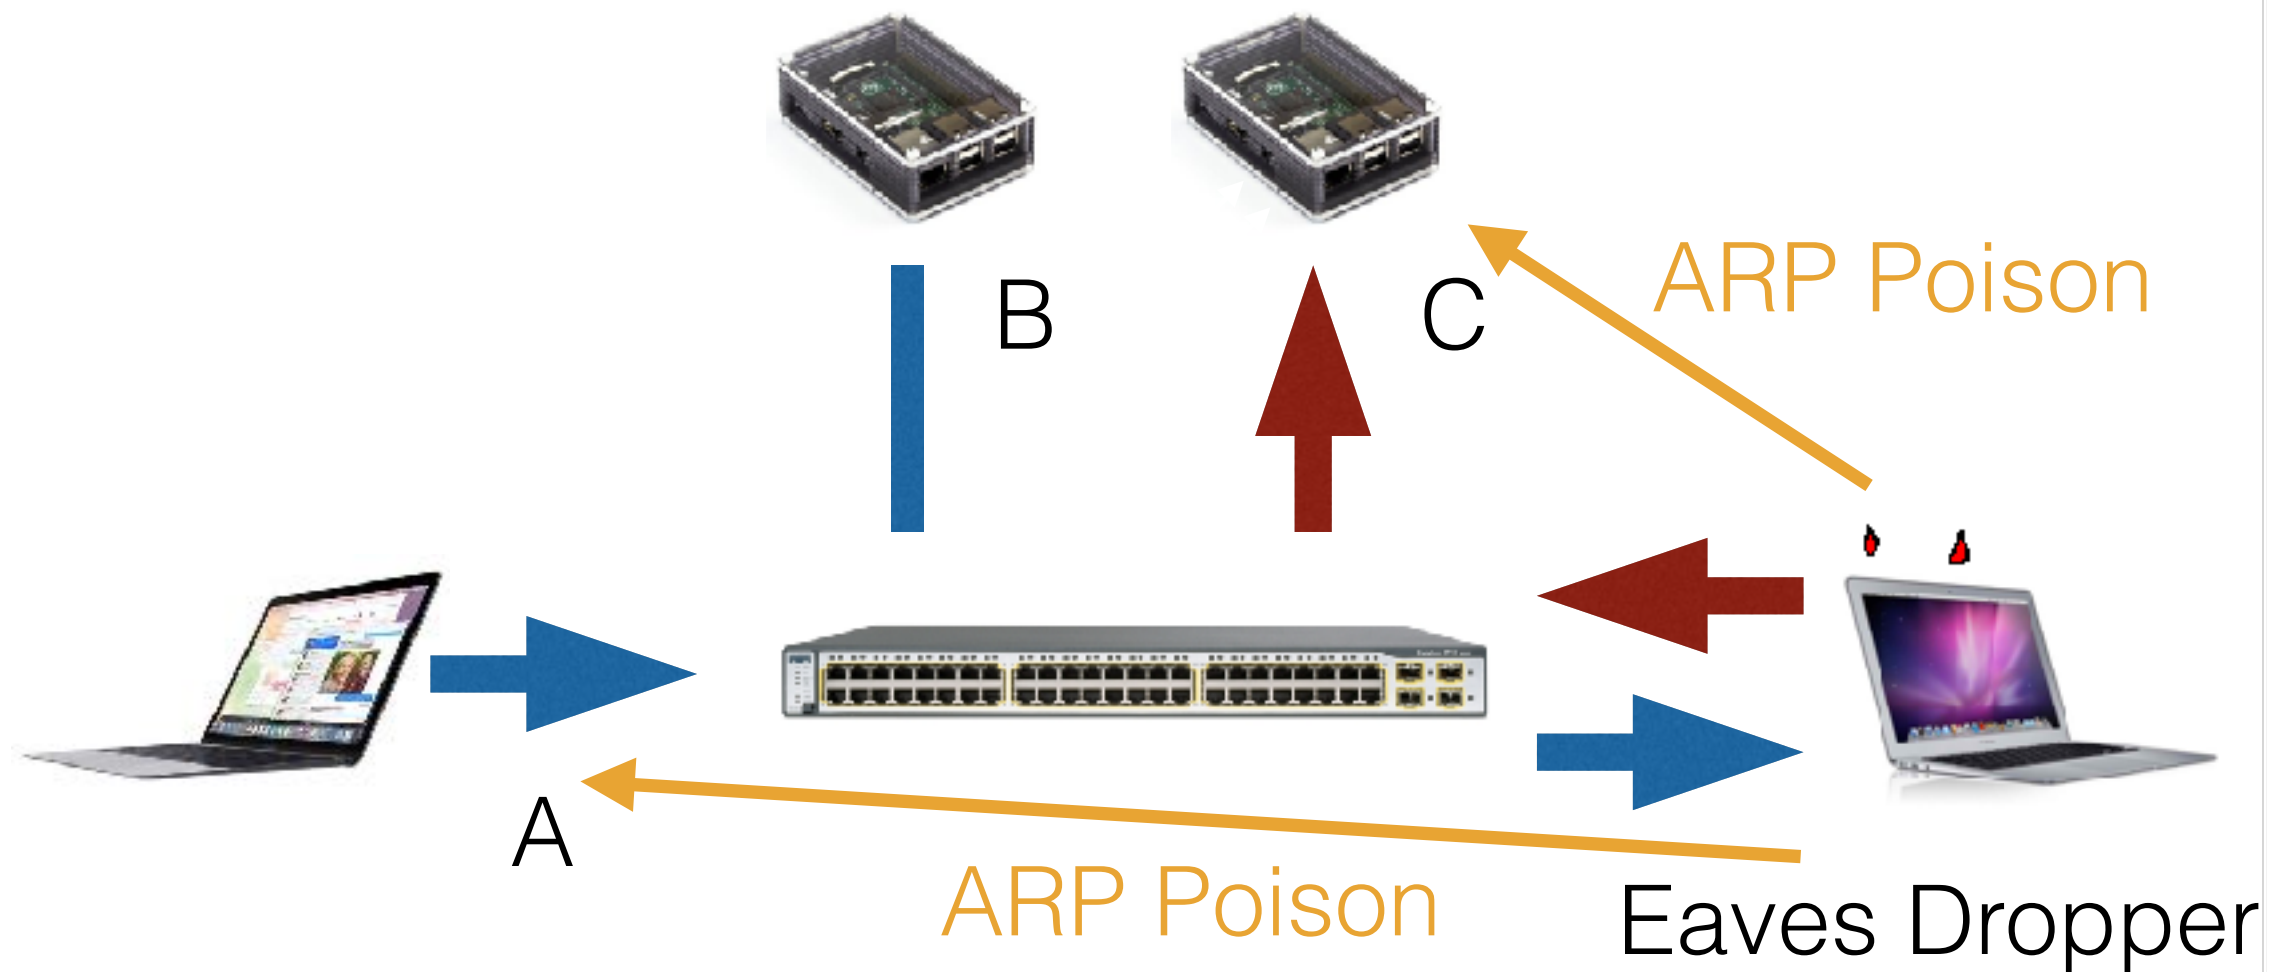 B
C
ARP Poison
A
ARP Poison
Eaves Dropper